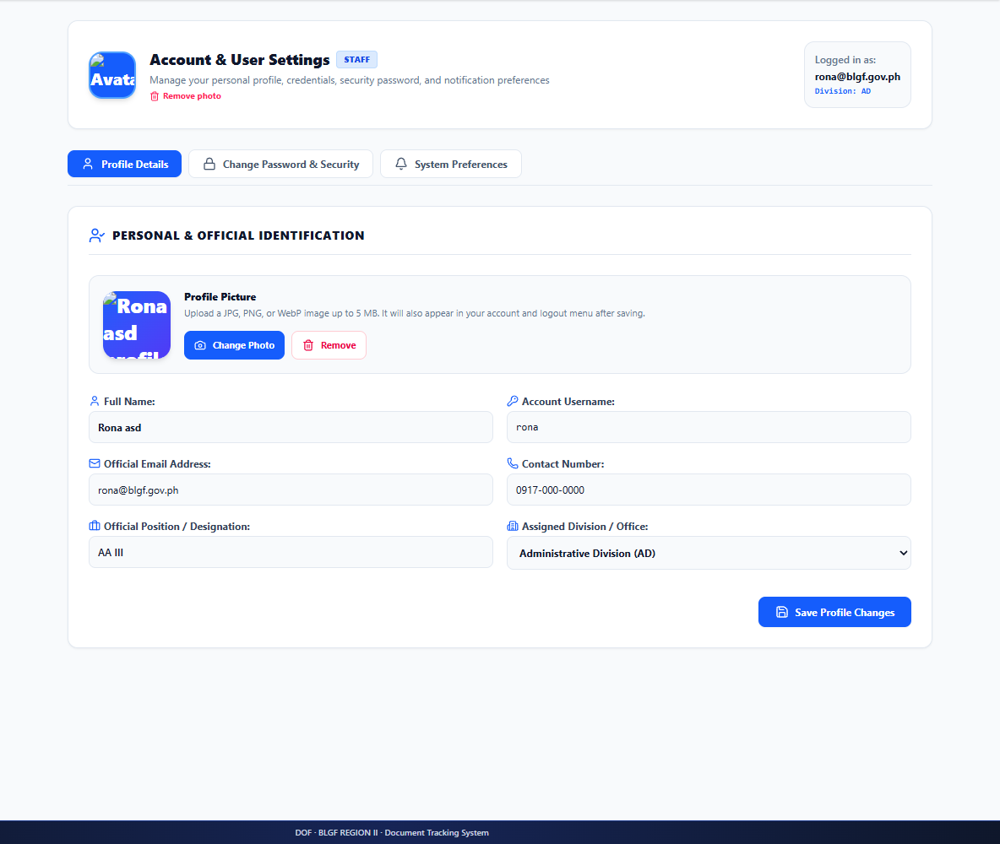 Avata
Account & User Settings
STAFF
Manage your personal profile, credentials, security password, and notification preferences
Remove photo
Logged in as:
rona@blgf.gov.ph
Division: AD
Profile Details
Change Password & Security
System Preferences
PERSONAL & OFFICIAL IDENTIFICATION
Rona
asd
profil
Profile Picture
Upload a JPG, PNG, or WebP image up to 5 MB. It will also appear in your account and logout menu after saving.
Change Photo
Remove
Full Name:
Rona asd
Account Username:
rona
Official Email Address:
rona@blgf.gov.ph
Contact Number:
0917-000-0000
Official Position / Designation:
AA III
Assigned Division / Office:
Administrative Division (AD)
Save Profile Changes
DOF · BLGF REGION II · Document Tracking System